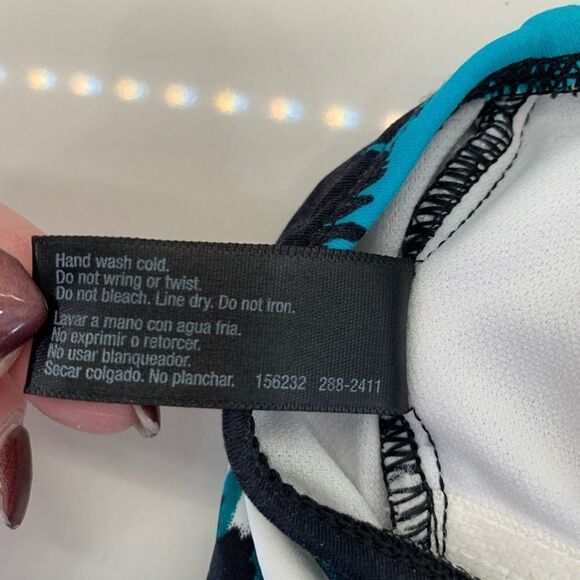 Hand wash cold.
Do not wring or twist.
Do not bleach. Line dry. Do not iron.
Lavar a mano con agua fria.
No exprimir o retorcer.
No usar blanqueador.
Secar colgado. No planchar. 156232 288-2411